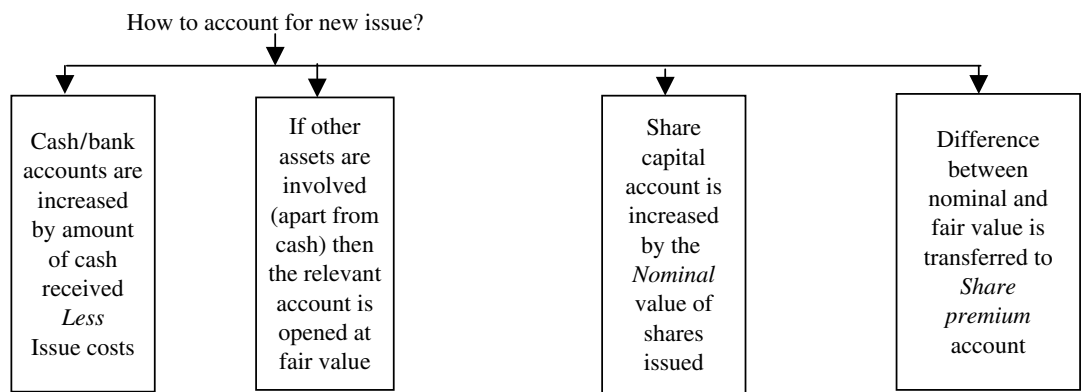 How to account for new issue?
Cash/bank
accounts are
increased
by amount
of cash
received
Less
Issue costs
If other
assets are
involved
(apart from
cash) then
the relevant
account is
opened at
fair value
Share
capital
account is
increased
by the
Nominal
value of
shares
issued
Difference
between
nominal and
fair value is
transferred to
Share
premium
account